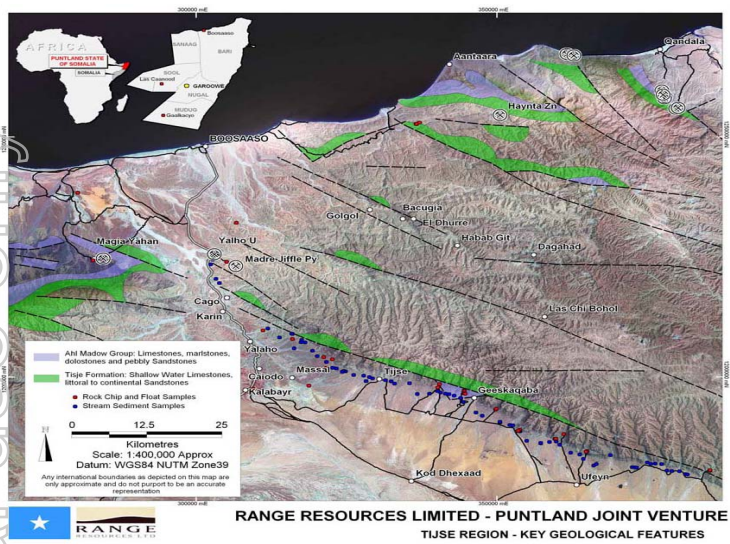 300000 mE
350000 mE
AFRICA
PUNTLAND STATE
OF SOMALIA
SOMALIA
Boosaaso
SANAAG
BARI
SOOL
Las Caanood
GAROOWE
NUGAL
MUDUG
Gaalkacyo
Qandala
Aantaara
Haynta Zn
BOOSAASO
Bacugia
Golgol
El Dhurre
Magia Yahan
Yalho U
Habab Git
Dagahad
Madre-Jiffle Py
Cago
Karin
Las Chi Bohol
Yalaho
Massai
Tijse
Caiodo
Kalabayr
Geeskaqaba
Kod Dhexaad
Ufeyn
Ahl Madow Group: Limestones, marlstones,
dolostones and pebbly Sandstones
Tisje Formation: Shallow Water Limestones,
littoral to continental Sandstones
Rock Chip and Float Samples
Stream Sediment Samples
0 12.5 25
N
Kilometres
Scale: 1:400,000 Approx
Datum: WGS84 NUTM Zone39
Any international boundaries as depicted on this map are
only approximate and do not purport to be an accurate
representation
300000 mE
350000 mE
RANGE
RESOURCES LTD
RANGE RESOURCES LIMITED - PUNTLAND JOINT VENTURE
TIJSE REGION - KEY GEOLOGICAL FEATURES